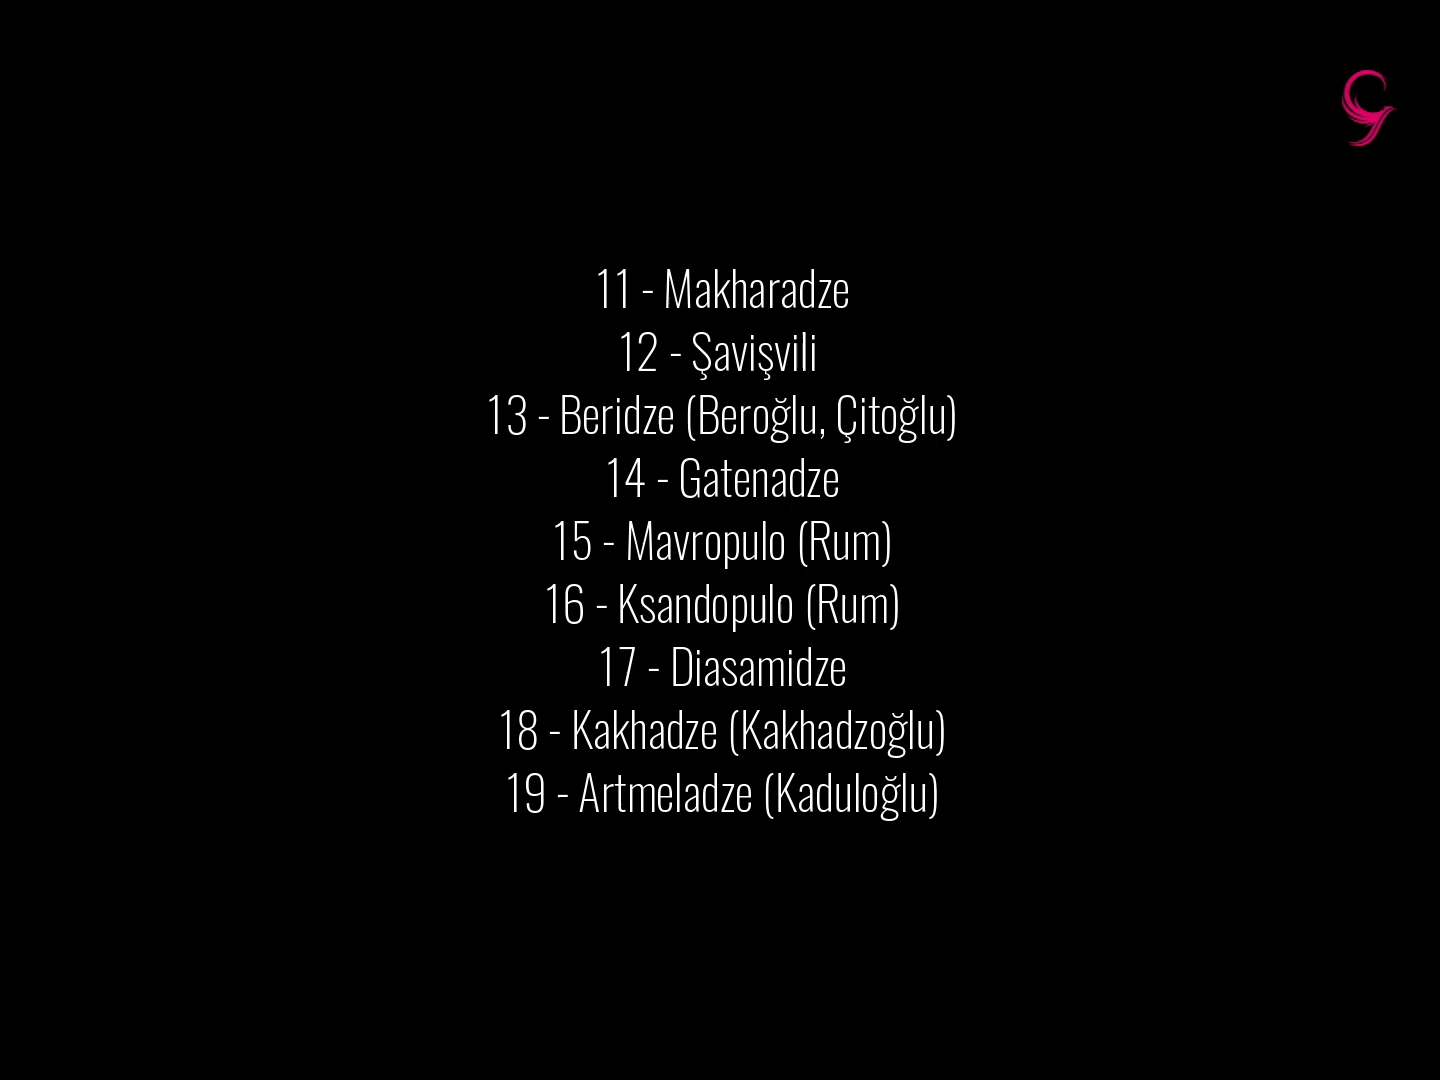 11 - Makharadze
12 - Şavişvili
13 - Beridze (Beroğlu, Çitoğlu)
14 - Gatenadze
15 - Mavropulo (Rum)
16 - Ksandopulo (Rum)
17 - Diasamidze
18 - Kakhadze (Kakhadzoğlu)
19 - Artmeladze (Kaduloğlu)